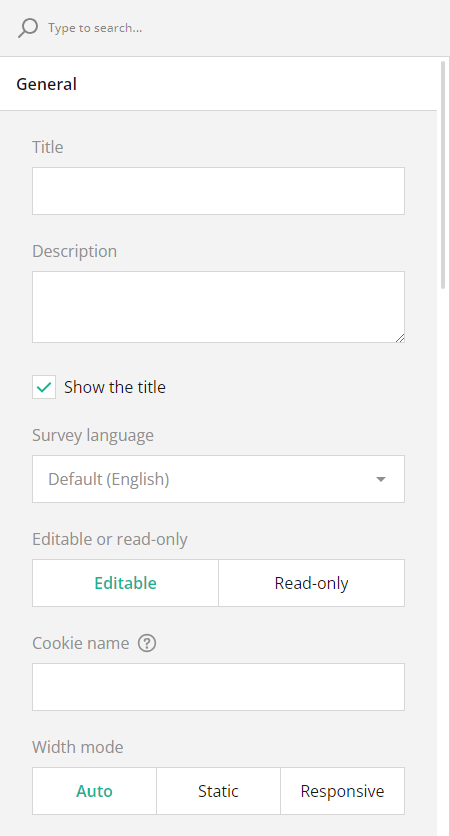 Type to search...
General
Title
Description
Show the title
Survey language
Default (English)
Editable or read-only
Editable Read-only
Cookie name ?
Width mode
Auto Static Responsive